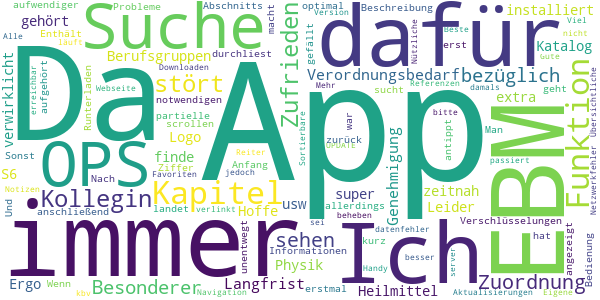 aufwendiger
Probleme
macht
Suche
dafür
Beschreibung
optimal
Version
Viel
installiert
Abschnitts
gehört
Alle
Enthält
läuft
gefällt
Beste
Nützliche
nicht
Gute
Katalog
Da
App
verwirklicht
erreichbar
aufgehört
Webseite
Runterladen
Berufsgruppen
durchliest
Downloaden
stört
Zufrieden
Verordnungsbedarf
bezüglich
erst
damals
Mehr
sucht
Referenzen
extra
geht
EBM
Funktion
Übersichtliche
Netzwerkfehler
notwendigen
partielle
scrollen
Logo
finde
Ziffer
Sonst
OPS
war
Sortierbare
zurück
UPDATE
Genehmigung
bitte
antippt
Man
passiert
zeitnah
Leider
S6
Nach
Reiter
jedoch
Favoriten
Anfang
Notizen
Kapitel
Kollegin
usw
super
allerdings
Hoffe
Und
anschließend
landet
verlinkt
immer
Ich
sehen
unentwegt
Informationen
kurz
beheben
sei
datenfehler
Verschlüsselungen
hat
angezeigt
Bedienung
Zuordnung
Ergo
Wenn
kbv
Besonderer
Navigation
Langfrist
Physik
erstmal
Heilmittel
Handy
besser
server
Aktualisierungen
Eigene